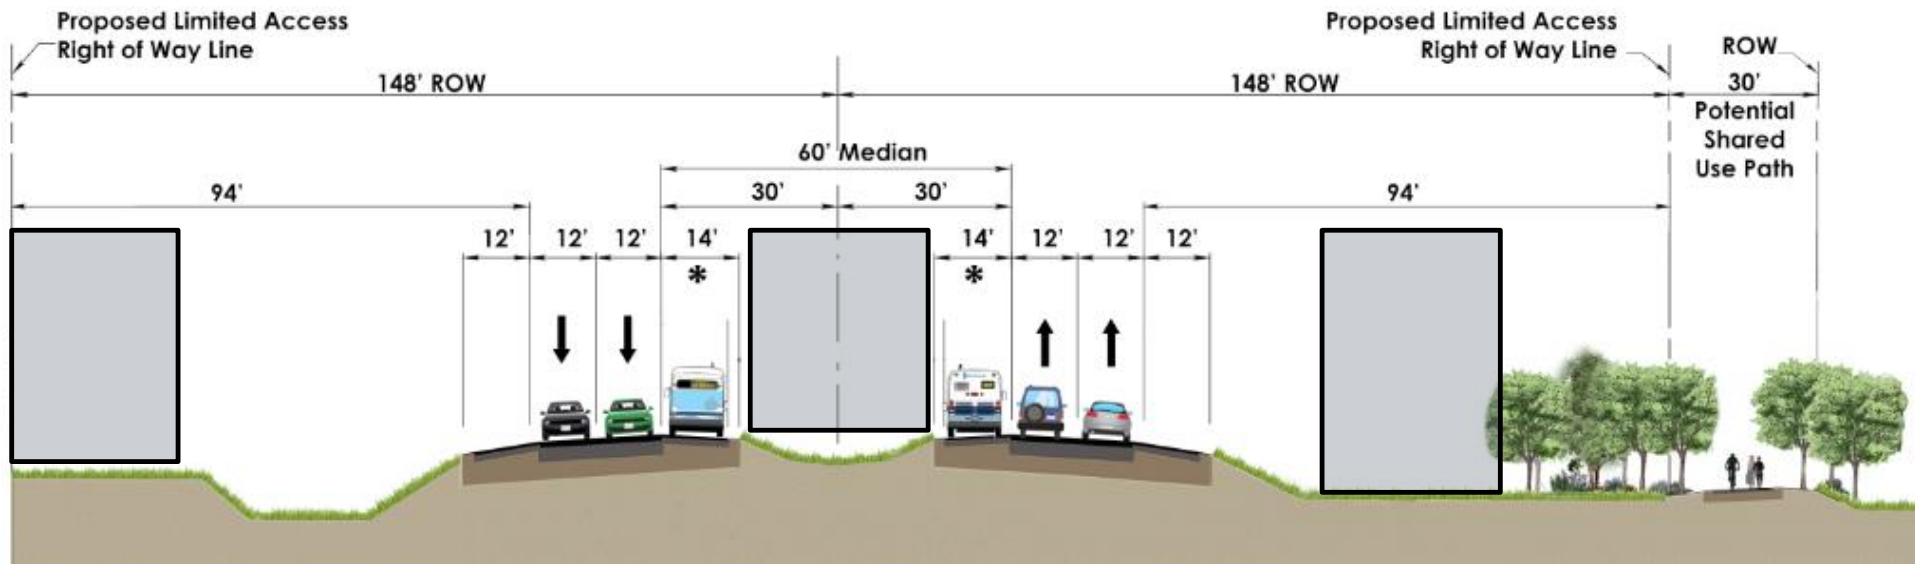 Proposed Limited Access
Right of Way Line
Proposed Limited Access
Right of Way Line
ROW
148' ROW
148' ROW
30'
Potential
Shared
Use Path
60' Median
94'
30'
30'
94'
12'
12'
12'
14'
*
14'
*
12'
12'
12'